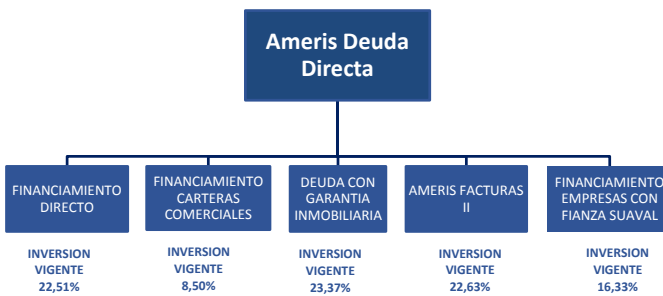 Ameris Deuda
Directa
FINANCIAMIENTO
DIRECTO
FINANCIAMIENTO
CARTERAS
COMERCIALES
DEUDA CON
GARANTIA
INMOBILIARIA
AMERIS FACTURAS
II
FINANCIAMIENTO
EMPRESAS CON
FIANZA SUAVAL
INVERSION
VIGENTE
22,51%
INVERSION
VIGENTE
8,50%
INVERSION
VIGENTE
23,37%
INVERSION
VIGENTE
22,63%
INVERSION
VIGENTE
16,33%